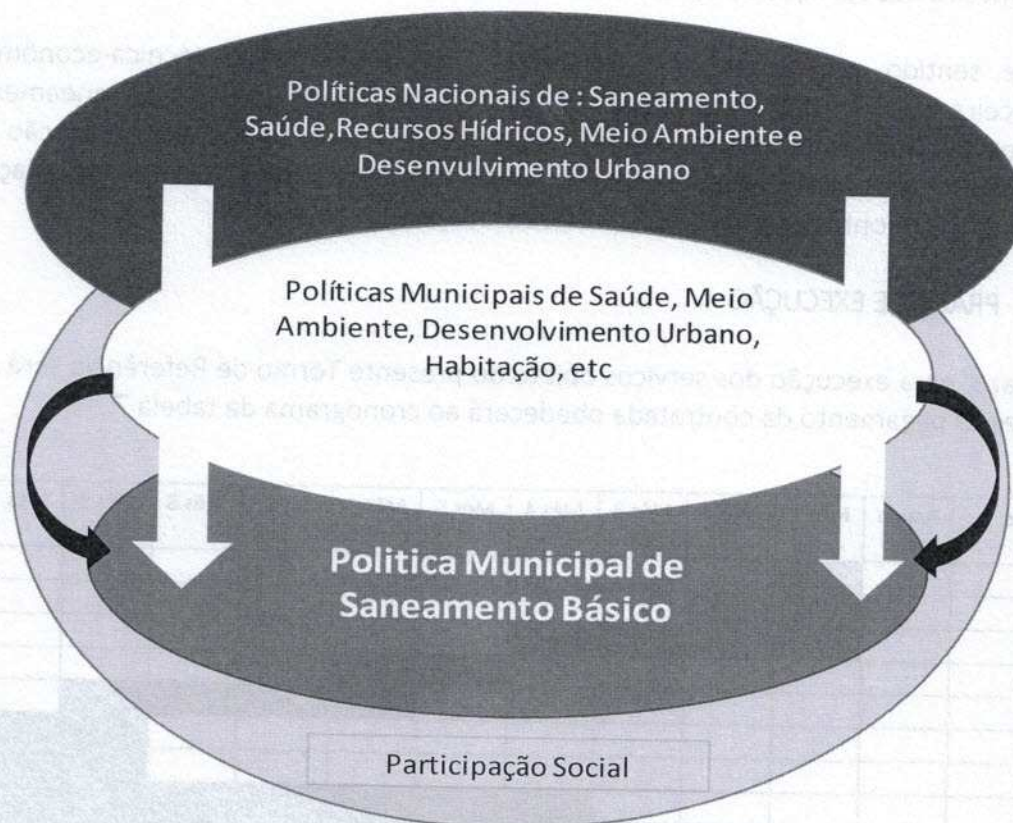 Políticas Nacionais de : Saneamento,
Saúde,Recursos Hídricos, Meio Ambiente e
Desenvulvimento Urbano
Políticas Municipais de Saúde, Meio
Ambiente, Desenvolvimento Urbano,
Habitação, etc
Politica Municipal de
Saneamento Básico
Participação Social